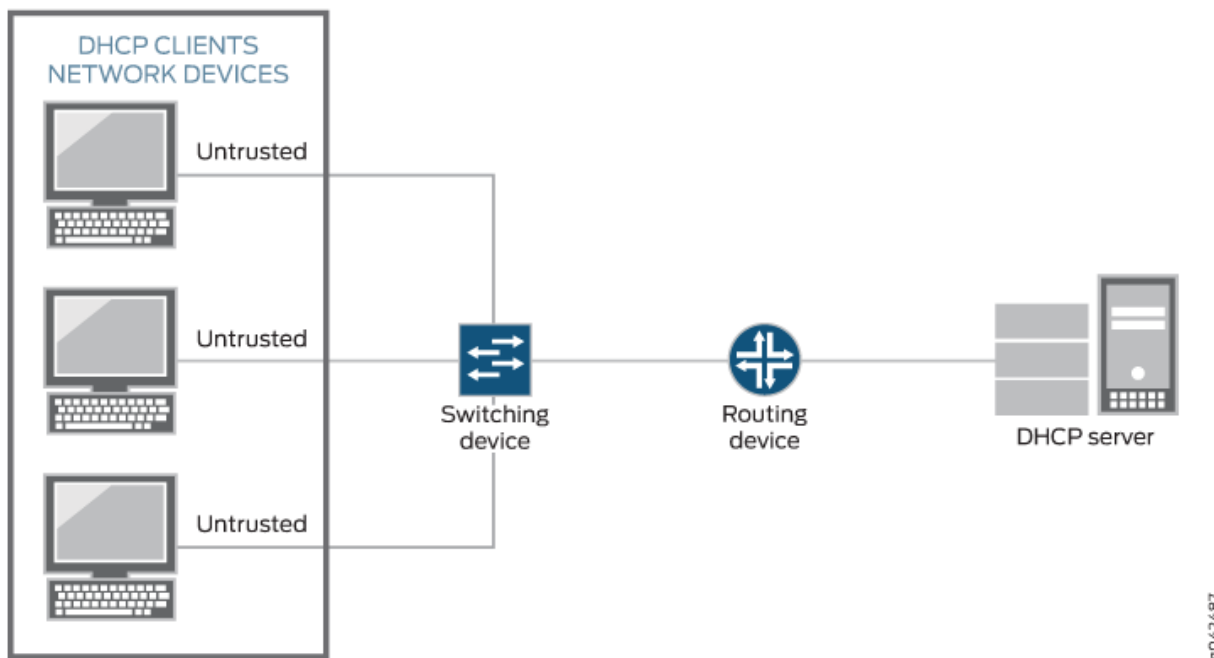 DHCP CLIENTS
NETWORK DEVICES
Untrusted
Untrusted
Untrusted
Switching
device
Routing
device
DHCP server